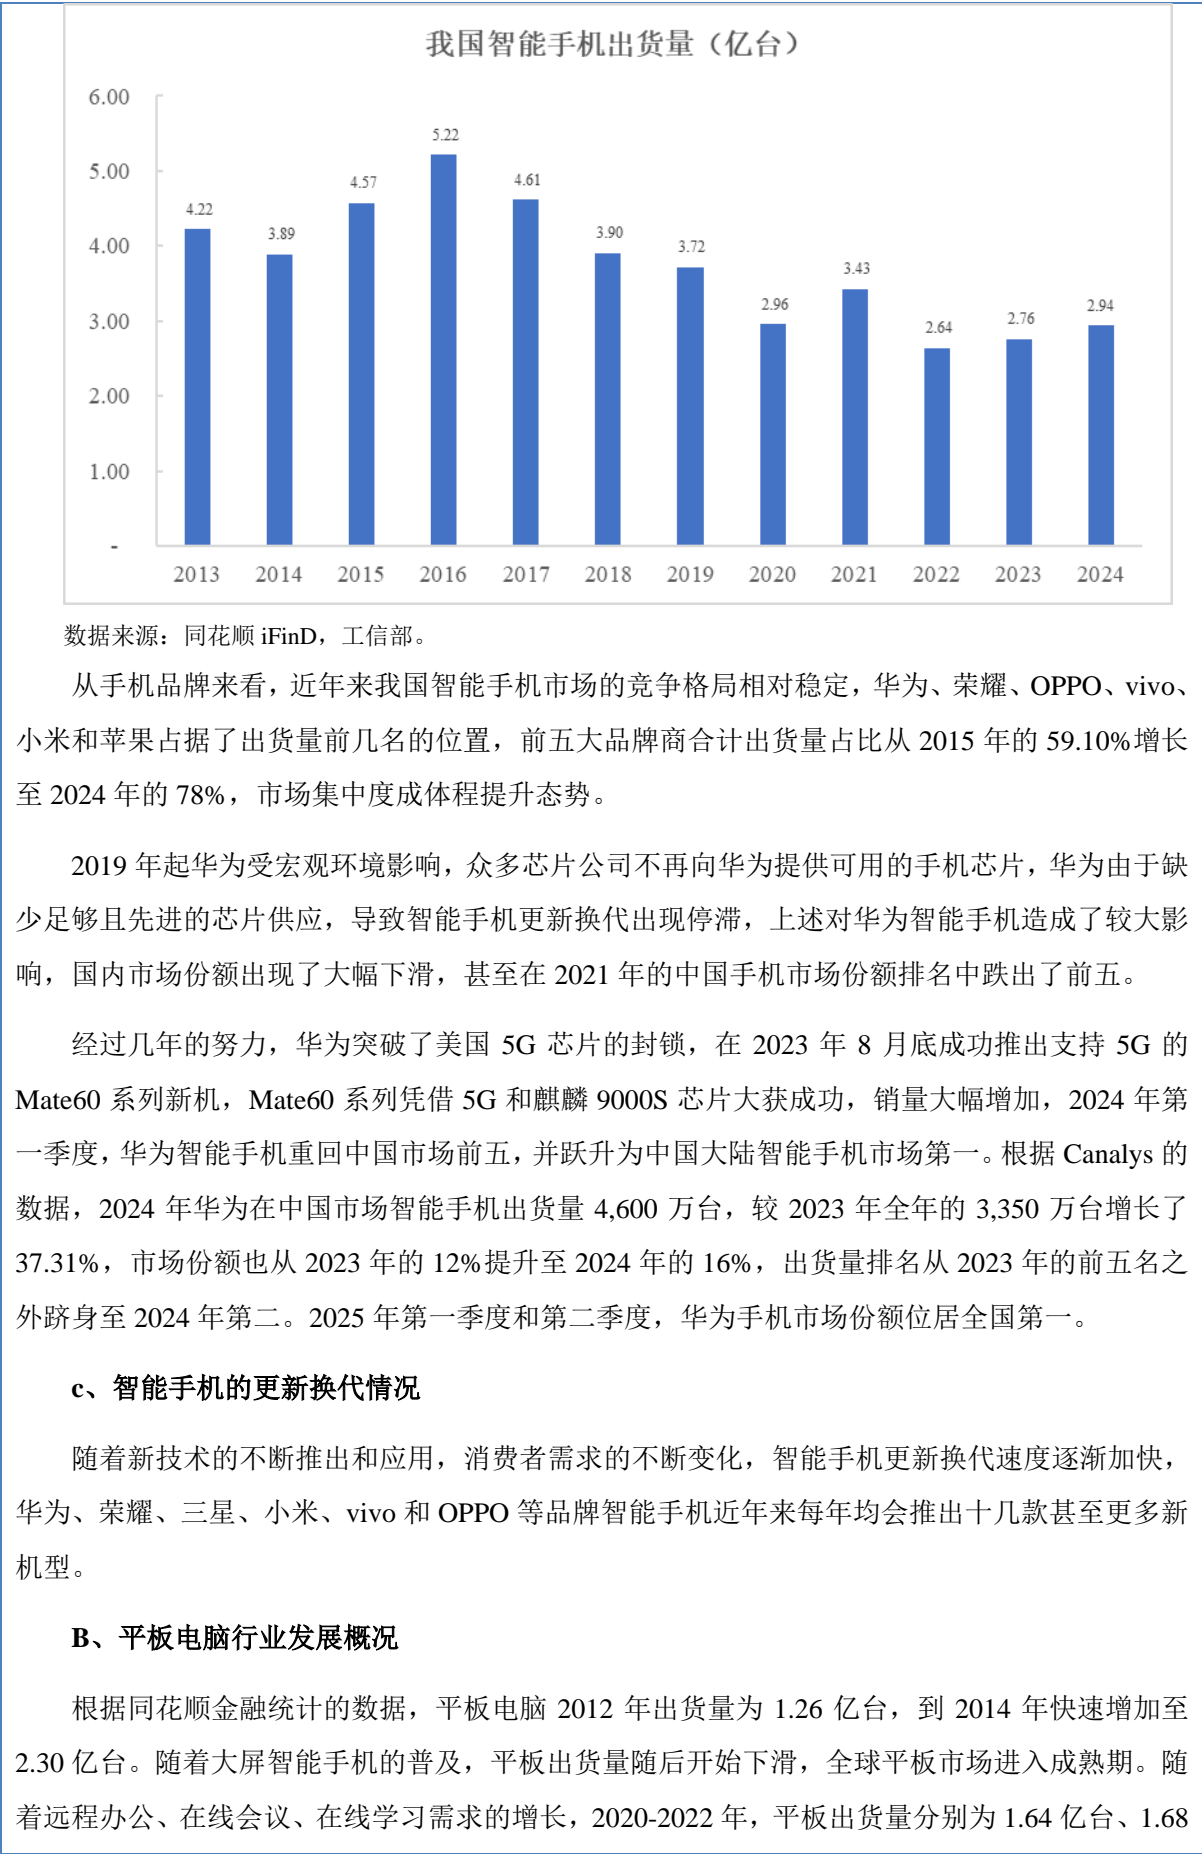 我国智能手机出货量（亿台）
6.00
5.00
4.00
3.00
2.00
1.00
-
4.22
3.89
4.57
5.22
4.61
3.90
3.72
2.96
3.43
2.64
2.76
2.94
2013 2014 2015 2016 2017 2018 2019 2020 2021 2022 2023 2024
数据来源：同花顺 iFinD，工信部。
从手机品牌来看，近年来我国智能手机市场的竞争格局相对稳定，华为、荣耀、OPPO、vivo、
小米和苹果占据了出货量前几名的位置，前五大品牌商合计出货量占比从 2015 年的 59.10%增长
至 2024 年的 78%，市场集中度成体程提升态势。
2019 年起华为受宏观环境影响，众多芯片公司不再向华为提供可用的手机芯片，华为由于缺
少足够且先进的芯片供应，导致智能手机更新换代出现停滞，上述对华为智能手机造成了较大影
响，国内市场份额出现了大幅下滑，甚至在 2021 年的中国手机市场份额排名中跌出了前五。
经过几年的努力，华为突破了美国 5G 芯片的封锁，在 2023 年 8 月底成功推出支持 5G 的
Mate60 系列新机，Mate60 系列凭借 5G 和麒麟 9000S 芯片大获成功，销量大幅增加，2024 年第
一季度，华为智能手机重回中国市场前五，并跃升为中国大陆智能手机市场第一。根据 Canalys 的
数据，2024 年华为在中国市场智能手机出货量 4,600 万台，较 2023 年全年的 3,350 万台增长了
37.31%，市场份额也从 2023 年的 12%提升至 2024 年的 16%，出货量排名从 2023 年的前五名之
外跻身至 2024 年第二。2025 年第一季度和第二季度，华为手机市场份额位居全国第一。
c、智能手机的更新换代情况
随着新技术的不断推出和应用，消费者需求的不断变化，智能手机更新换代速度逐渐加快，
华为、荣耀、三星、小米、vivo 和 OPPO 等品牌智能手机近年来每年均会推出十几款甚至更多新
机型。
B、平板电脑行业发展概况
根据同花顺金融统计的数据，平板电脑 2012 年出货量为 1.26 亿台，到 2014 年快速增加至
2.30 亿台。随着大屏智能手机的普及，平板出货量随后开始下滑，全球平板市场进入成熟期。随
着远程办公、在线会议、在线学习需求的增长，2020-2022 年，平板出货量分别为 1.64 亿台、1.68